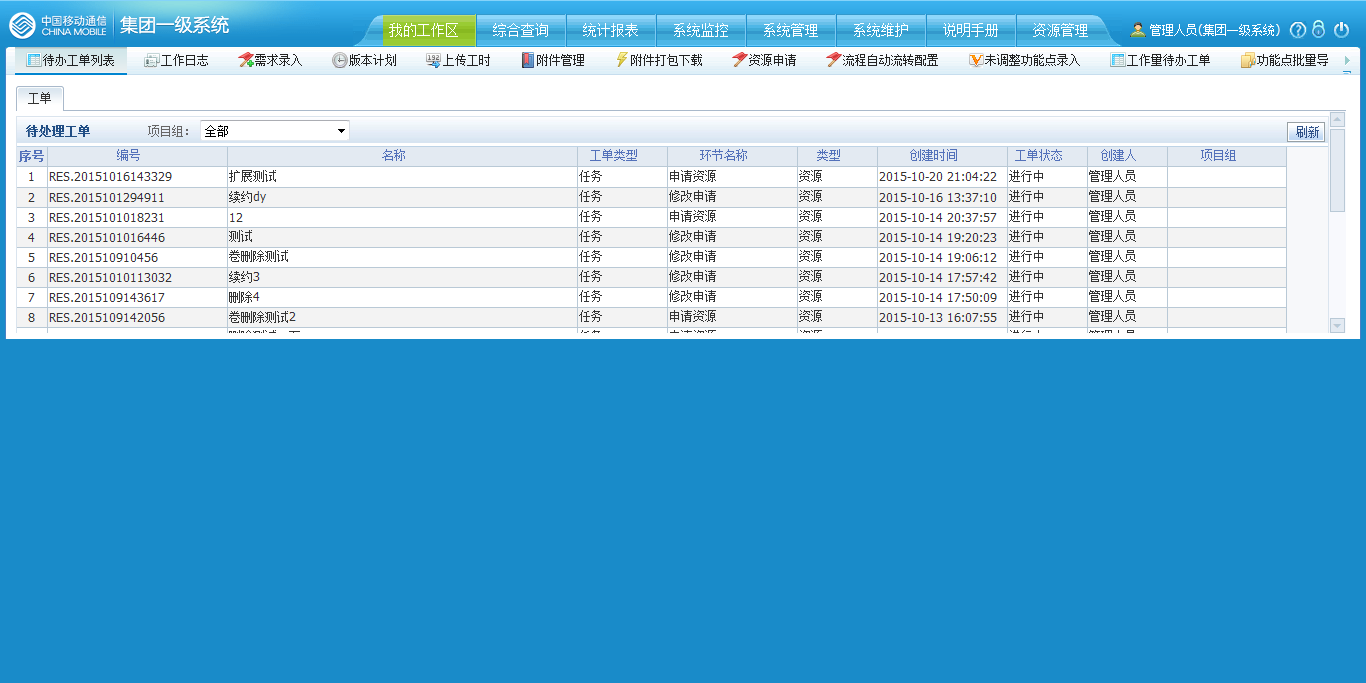 中国移动通信
CHINA MOBILE
集团一级系统
我的工作区 综合查询 统计报表 系统监控 系统管理 系统维护 说明手册 资源管理
管理人员(集团一级系统)
待办工单列表 工作日志 需求录入 版本计划 上传工时 附件管理 附件打包下载 资源申请 流程自动流转配置 未调整功能点录入 工作量待办工单 功能点批量导
工单
待处理工单 项目组： 全部 刷新
序号 编号 名称 工单类型 环节名称 类型 创建时间 工单状态 创建人 项目组
1 RES.20151016143329 扩展测试 任务 申请资源 资源 2015-10-20 21:04:22 进行中 管理人员
2 RES.2015101294911 续约dy 任务 修改申请 资源 2015-10-16 13:37:10 进行中 管理人员
3 RES.2015101018231 12 任务 申请资源 资源 2015-10-14 20:37:57 进行中 管理人员
4 RES.2015101016446 测试 任务 修改申请 资源 2015-10-14 19:20:23 进行中 管理人员
5 RES.201510910456 卷删除测试 任务 修改申请 资源 2015-10-14 19:06:12 进行中 管理人员
6 RES.20151010113032 续约3 任务 修改申请 资源 2015-10-14 17:57:42 进行中 管理人员
7 RES.2015109143617 删除4 任务 修改申请 资源 2015-10-14 17:50:09 进行中 管理人员
8 RES.2015109142056 卷删除测试2 任务 申请资源 资源 2015-10-13 16:07:55 进行中 管理人员